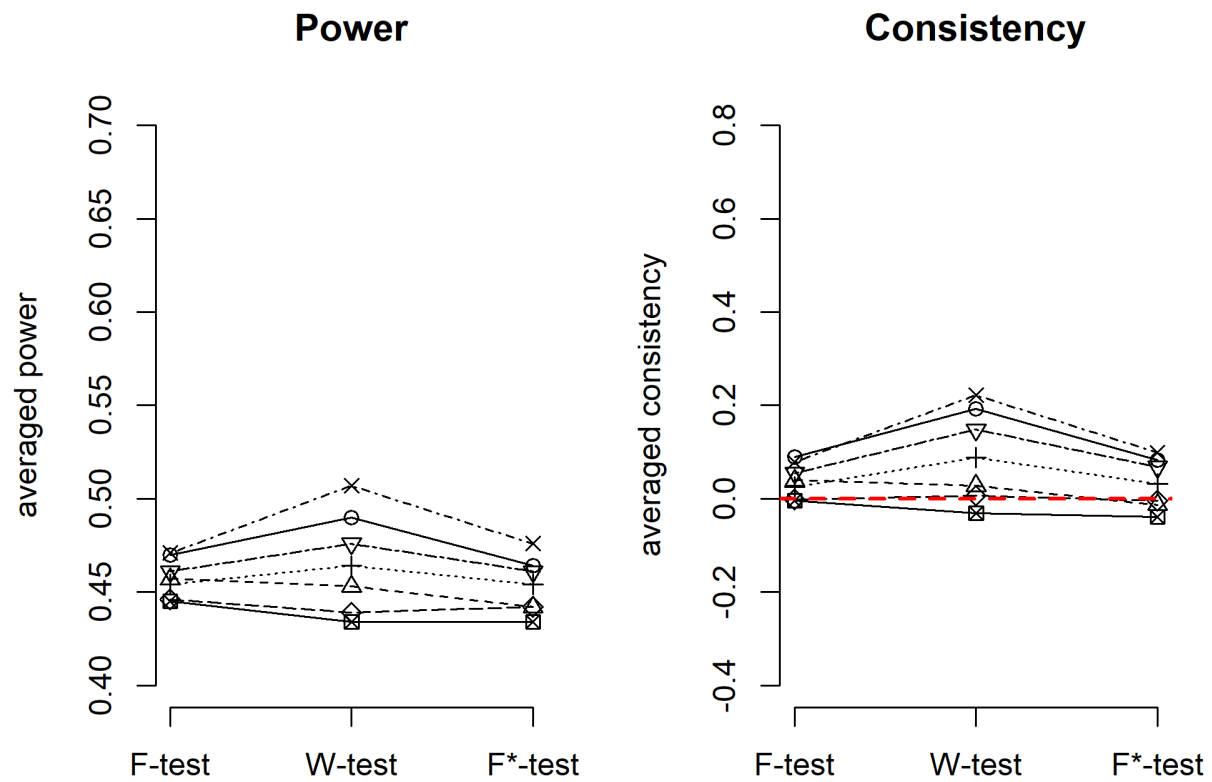 Power
averaged power
0.70
0.65
0.60
0.55
0.50
0.45
0.40
F-test
W-test
F*-test
Consistency
averaged consistency
0.8
0.6
0.4
0.2
0.0
-0.2
-0.4
F-test
W-test
F*-test